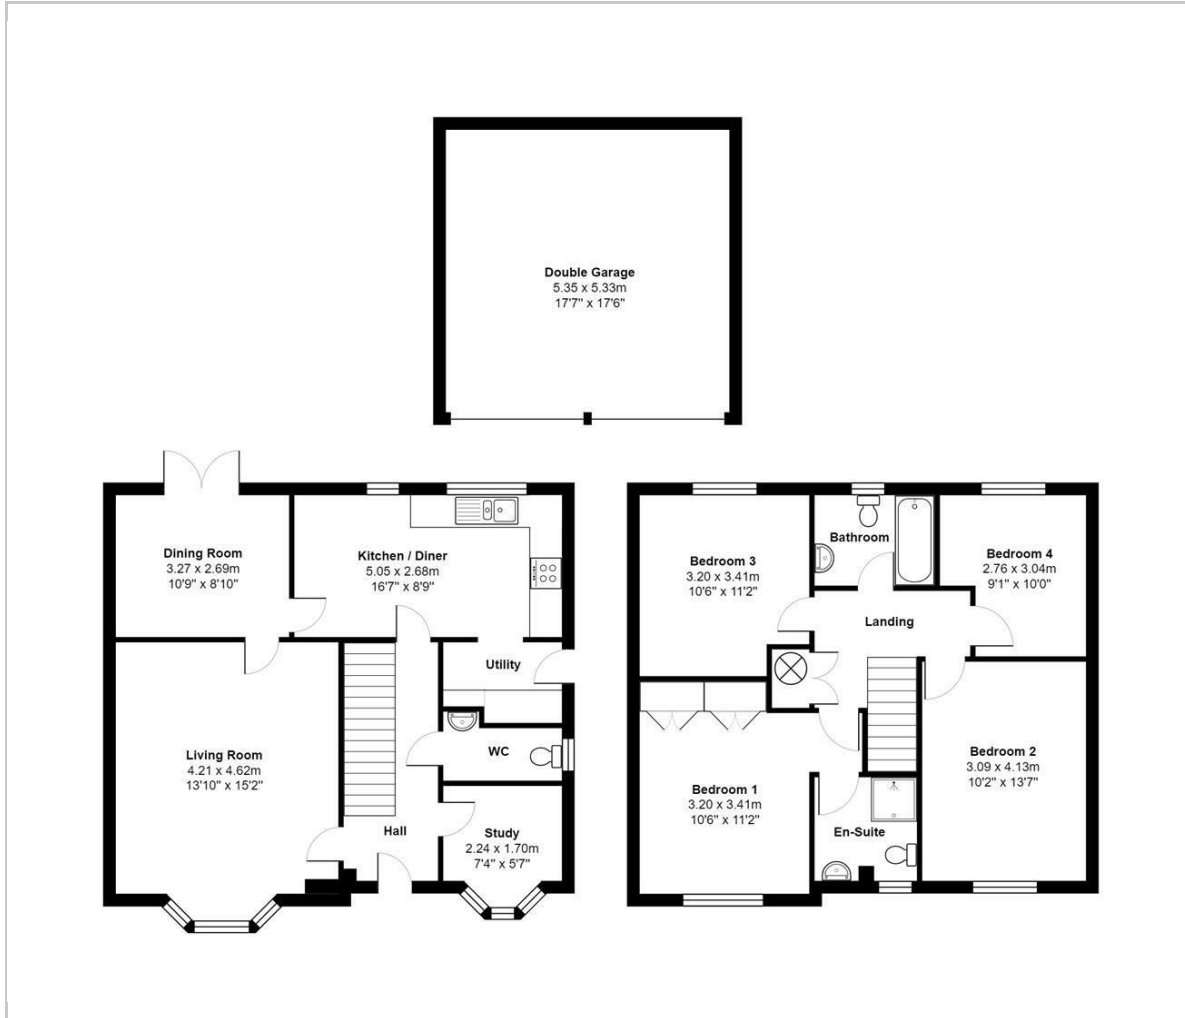 Double Garage
5.35 x 5.33m
17'7" x 17'6"
Dining Room
3.27 x 2.69m
10'9" x 8'10"
Kitchen / Diner
5.05 x 2.68m
16'7" x 8'9"
Utility
Living Room
4.21 x 4.62m
13'10" x 15'2"
WC
Hall
Study
2.24 x 1.70m
7'4" x 5'7"
Bedroom 3
3.20 x 3.41m
10'6" x 11'2"
Bathroom
Bedroom 4
2.76 x 3.04m
9'1" x 10'0"
Landing
Bedroom 1
3.20 x 3.41m
10'6" x 11'2"
Bedroom 2
3.09 x 4.13m
10'2" x 13'7"
En-Suite